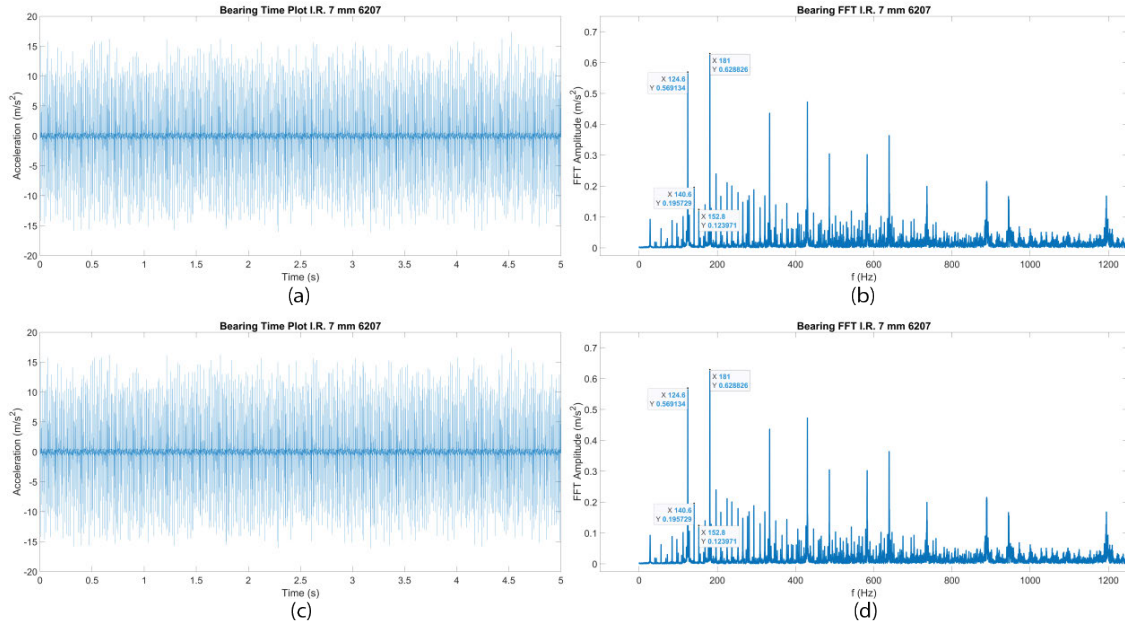 Bearing Time Plot I.R. 7 mm 6207
20
15
10
5
0
-5
-10
-15
-20
Acceleration (m/s²)
0 0.5 1 1.5 2 2.5 3 3.5 4 4.5 5
Time (s)
(a)
Bearing FFT I.R. 7 mm 6207
0.7
0.6
0.5
0.4
0.3
0.2
0.1
0
FFT Amplitude (m/s²)
X 124.6
Y 0.569134
X 181
Y 0.628826
X 140.6
Y 0.195729
X 152.8
Y 0.123971
0 200 400 600 800 1000 1200
f (Hz)
(b)
Bearing Time Plot I.R. 7 mm 6207
20
15
10
5
0
-5
-10
-15
-20
Acceleration (m/s²)
0 0.5 1 1.5 2 2.5 3 3.5 4 4.5 5
Time (s)
(c)
Bearing FFT I.R. 7 mm 6207
0.7
0.6
0.5
0.4
0.3
0.2
0.1
0
FFT Amplitude (m/s²)
X 124.6
Y 0.569134
X 181
Y 0.628826
X 140.6
Y 0.195729
X 152.8
Y 0.123971
0 200 400 600 800 1000 1200
f (Hz)
(d)